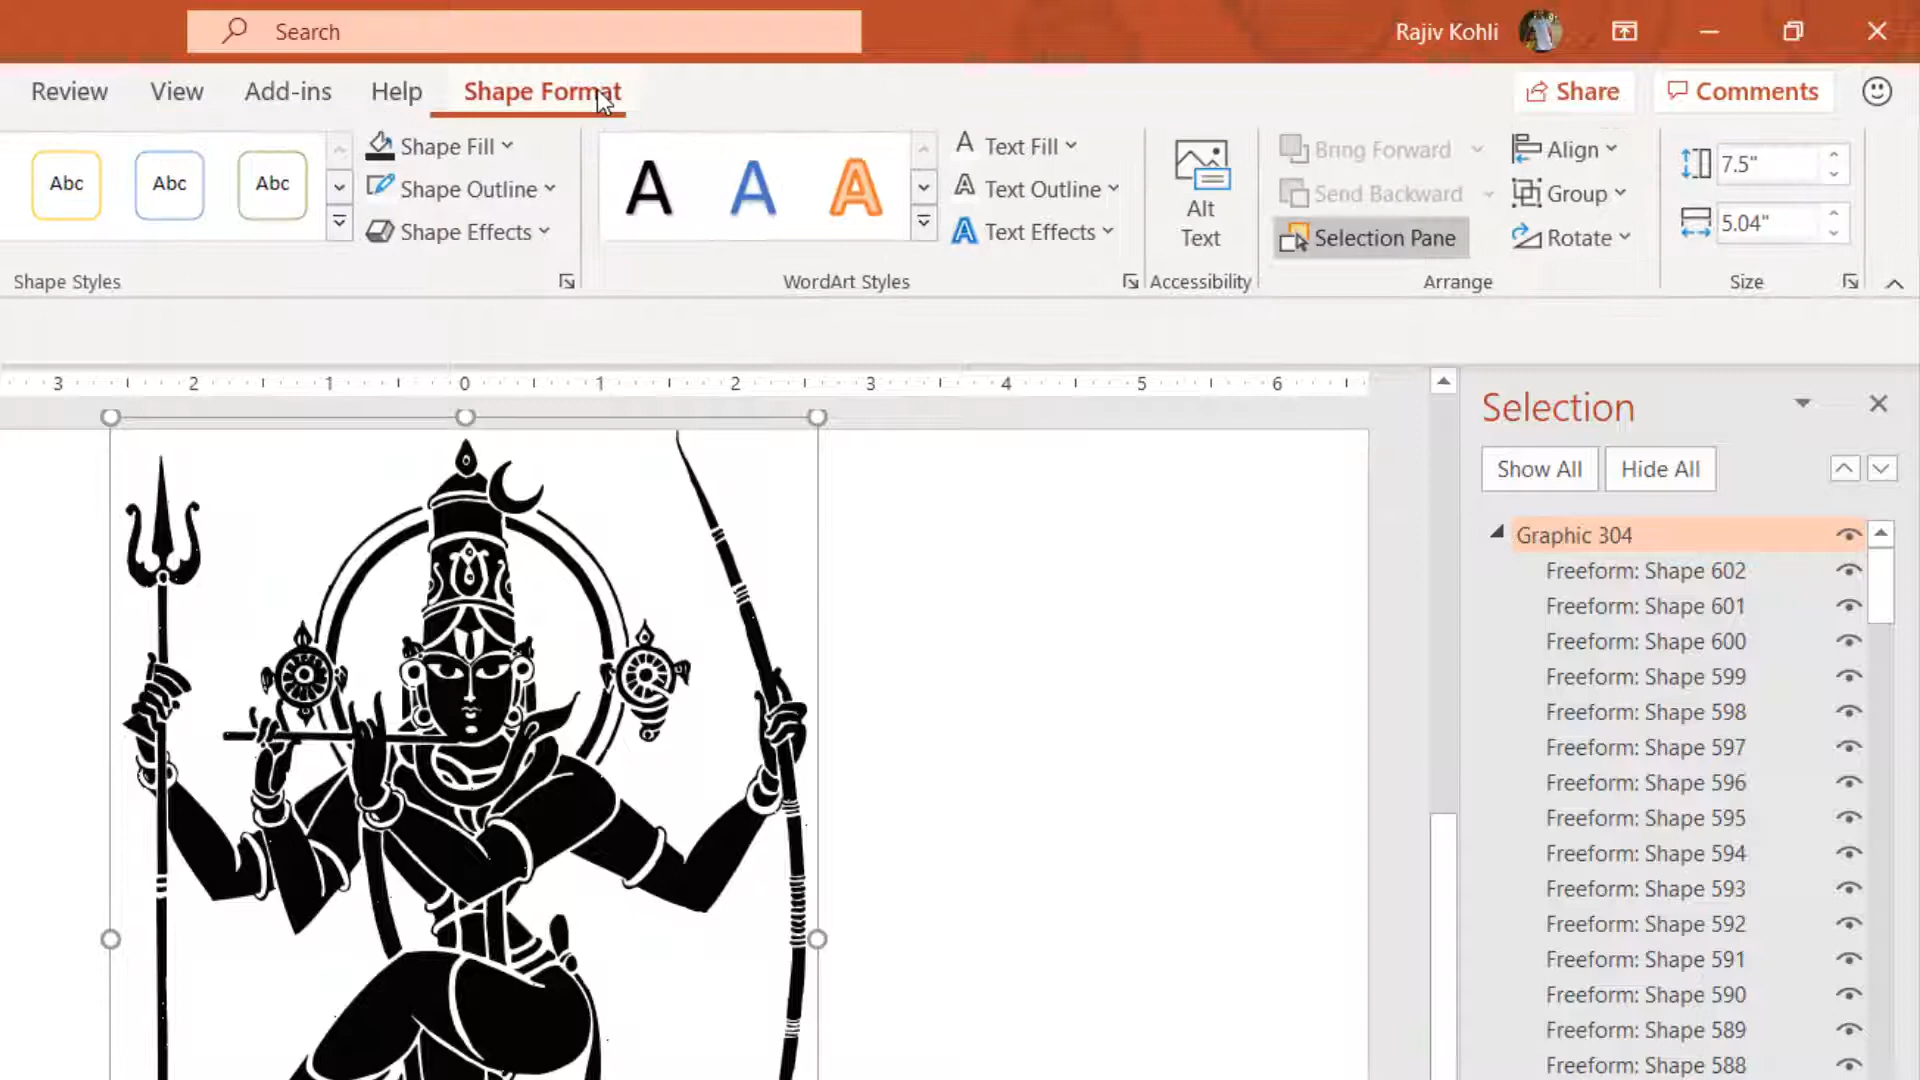 Search
Rajiv Kohli
Review View Add-ins Help Shape Format Share Comments
Abc Abc Abc
Shape Fill
Shape Outline
Shape Effects
Shape Styles
A A A
Text Fill
Text Outline
Text Effects
WordArt Styles
Alt
Text
Accessibility
Bring Forward
Send Backward
Selection Pane
Align
Group
Rotate
Arrange
7.5"
5.04"
Size
3 2 1 0 1 2 3 4 5 6
Selection
Show All Hide All
Graphic 304
Freeform: Shape 602
Freeform: Shape 601
Freeform: Shape 600
Freeform: Shape 599
Freeform: Shape 598
Freeform: Shape 597
Freeform: Shape 596
Freeform: Shape 595
Freeform: Shape 594
Freeform: Shape 593
Freeform: Shape 592
Freeform: Shape 591
Freeform: Shape 590
Freeform: Shape 589
Freeform: Shape 588